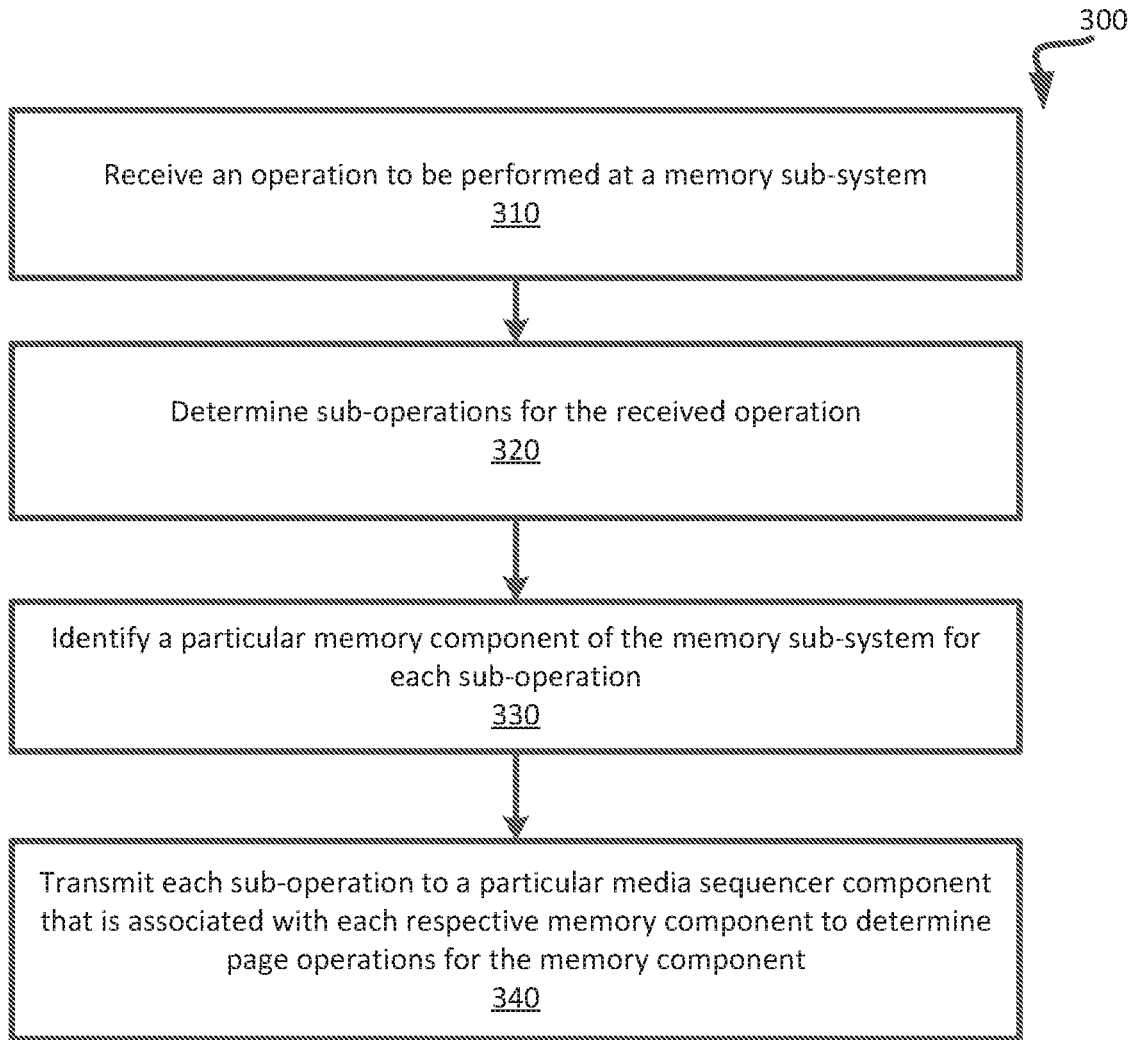 300
Receive an operation to be performed at a memory sub-system
310
Determine sub-operations for the received operation
320
Identify a particular memory component of the memory sub-system for
each sub-operation
330
Transmit each sub-operation to a particular media sequencer component
that is associated with each respective memory component to determine
page operations for the memory component
340